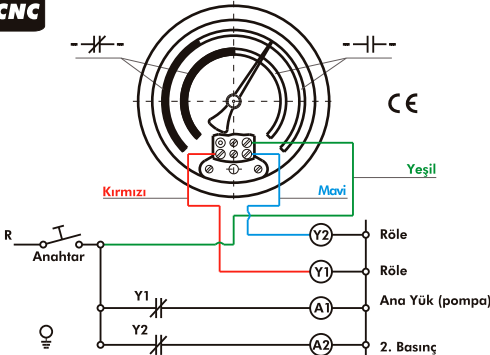 CNC
CE
Yeşil
Kırmızı
Mavi
R
Anahtar
Y2
Röle
Y1
Röle
Y1
A1
Ana Yük (pompa)
Y2
A2
2. Basınç